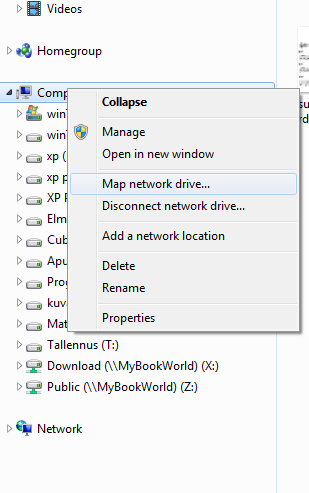 Videos
Homegroup
Comp
Collapse
win
Manage
win
Open in new window
xp (
xp p
Map network drive...
XP P
Disconnect network drive...
Elm
Cub
Add a network location
Apu
Delete
Prog
Rename
kuva
Mat
Properties
Tallennus (T:)
Download (\\MyBookWorld) (X:)
Public (\\MyBookWorld) (Z:)
Network